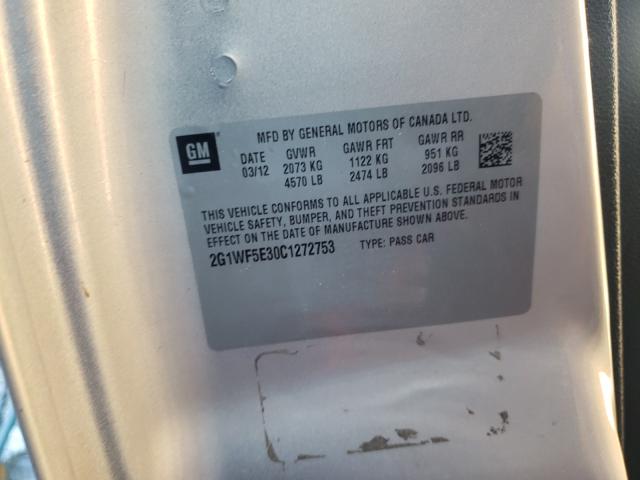 GM
MFD BY GENERAL MOTORS OF CANADA LTD.
DATE GVWR GAWR FRT GAWR RR
03/12 2073 KG 1122 KG 951 KG
4570 LB 2474 LB 2096 LB
THIS VEHICLE CONFORMS TO ALL APPLICABLE U.S. FEDERAL MOTOR
VEHICLE SAFETY, BUMPER, AND THEFT PREVENTION STANDARDS IN
EFFECT ON THE DATE OF MANUFACTURE SHOWN ABOVE.
2G1WF5E30C1272753 TYPE: PASS CAR